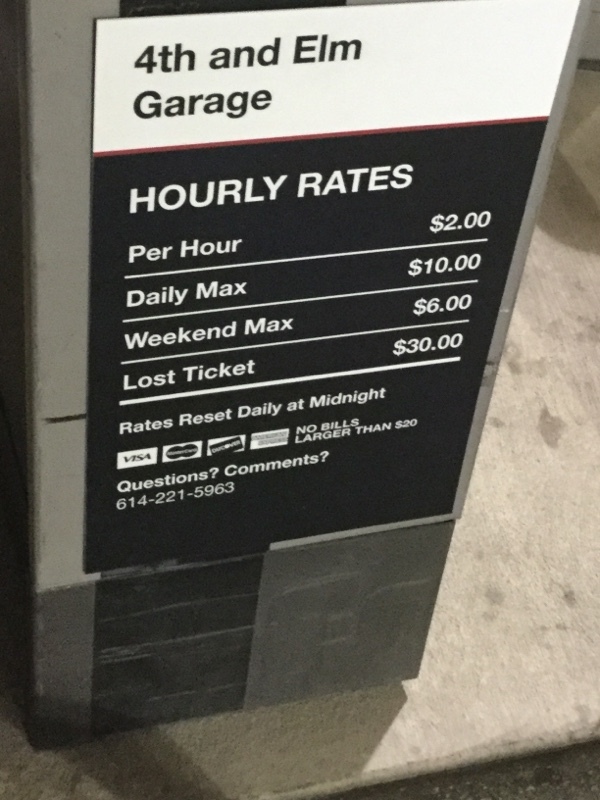 4th and Elm
Garage
HOURLY RATES
Per Hour $2.00
Daily Max $10.00
Weekend Max $6.00
Lost Ticket $30.00
Rates Reset Daily at Midnight
VISA MasterCard DISCOVER NO BILLS
LARGER THAN $20
Questions? Comments?
614-221-5963